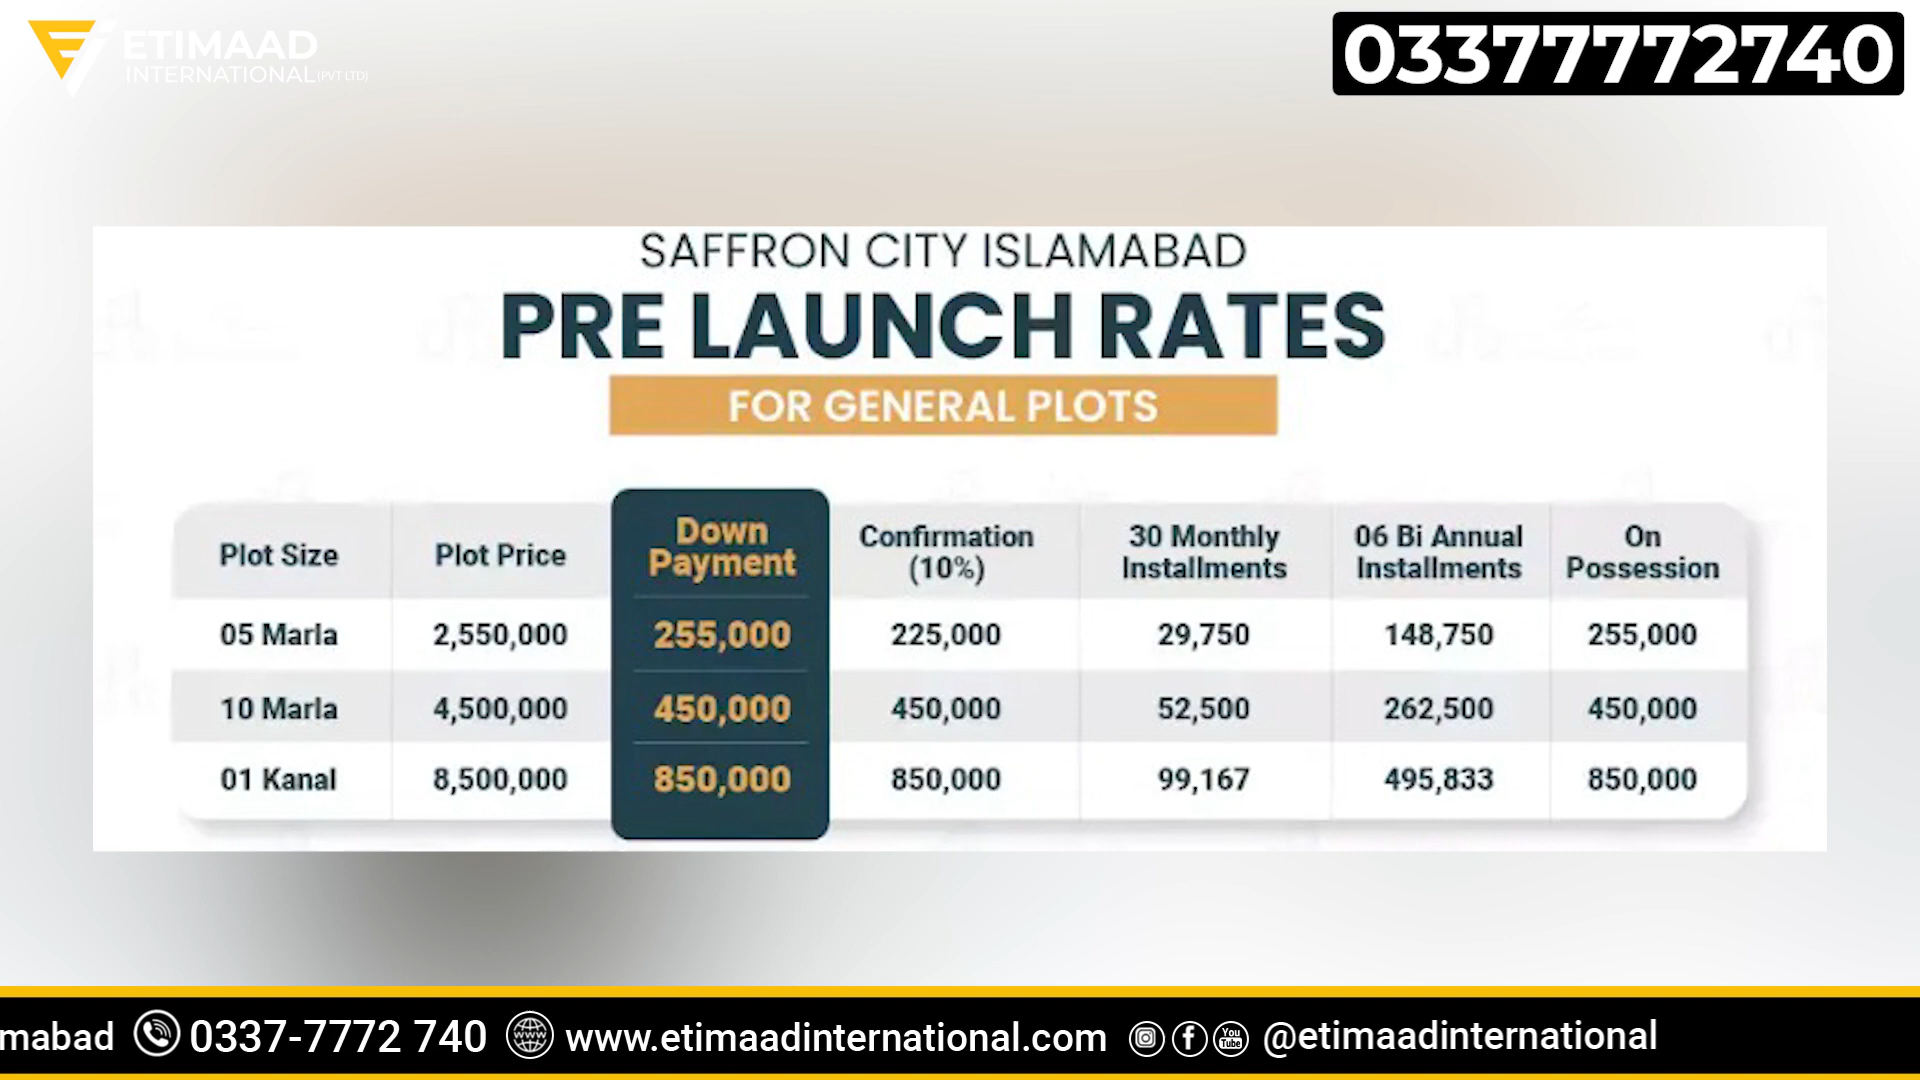 ETIMAAD
INTERNATIONAL (PVT LTD)
03377772740
SAFFRON CITY ISLAMABAD
PRE LAUNCH RATES
FOR GENERAL PLOTS
Plot Size Plot Price Down Payment Confirmation (10%) 30 Monthly Installments 06 Bi Annual Installments On Possession
05 Marla 2,550,000 255,000 225,000 29,750 148,750 255,000
10 Marla 4,500,000 450,000 450,000 52,500 262,500 450,000
01 Kanal 8,500,000 850,000 850,000 99,167 495,833 850,000
mabad 0337-7772 740 www.etimaadinternational.com You Tube @etimaadinternational